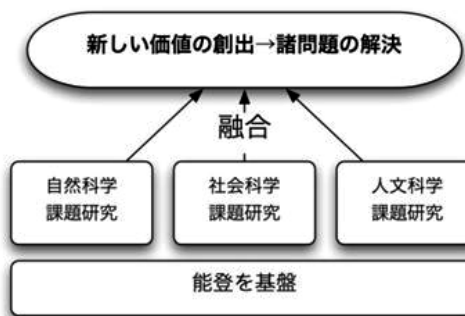 新しい価値の創出→諸問題の解決
融合
自然科学
課題研究
社会科学
課題研究
人文科学
課題研究
能登を基盤